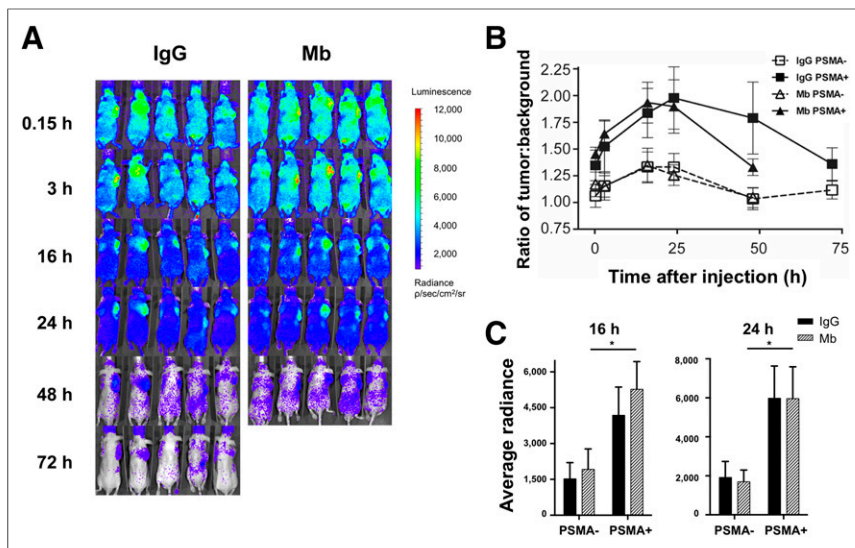 A
IgG Mb
0.15 h
3 h
16 h
24 h
48 h
72 h
Luminescence
12,000
10,000
8,000
6,000
4,000
2,000
Radiance
p/sec/cm²/sr
B
Ratio of tumor:background
2.25
2.00
1.75
1.50
1.25
1.00
0.75
0 25 50 75
Time after injection (h)
IgG PSMA-
IgG PSMA+
Mb PSMA-
Mb PSMA+
C
Average radiance
16 h
*
6,000
4,500
3,000
1,500
0
PSMA- PSMA+
24 h
*
8,000
6,000
4,000
2,000
0
PSMA- PSMA+
IgG
Mb